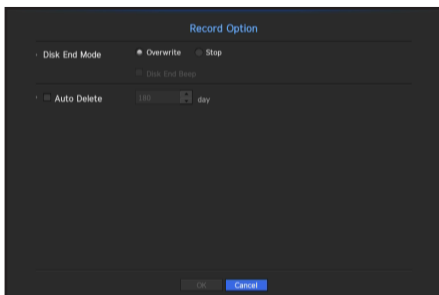 Record Option
Disk End Mode Overwrite Stop
Disk End Beep
Auto Delete 180 day
OK Cancel